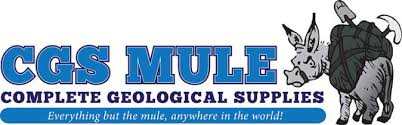 CGS MULE
COMPLETE GEOLOGICAL SUPPLIES
Everything but the mule, anywhere in the world!